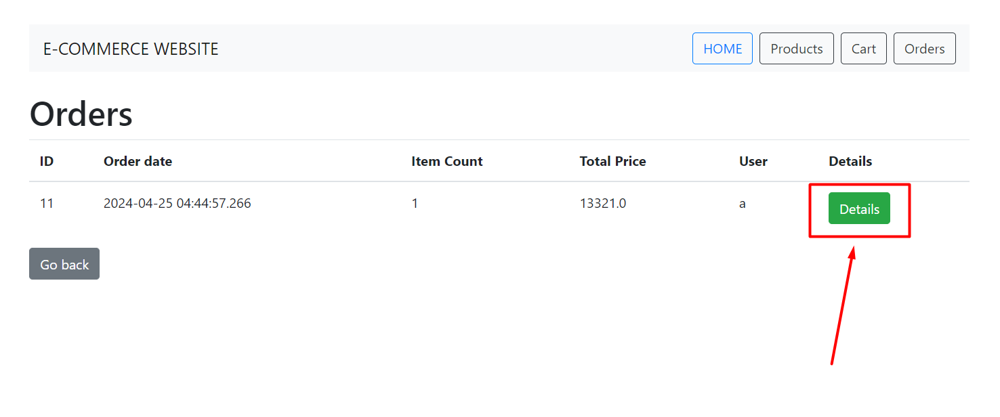 E-COMMERCE WEBSITE HOME Products Cart Orders
Orders
ID Order date Item Count Total Price User Details
11 2024-04-25 04:44:57.266 1 13321.0 a Details
Go back